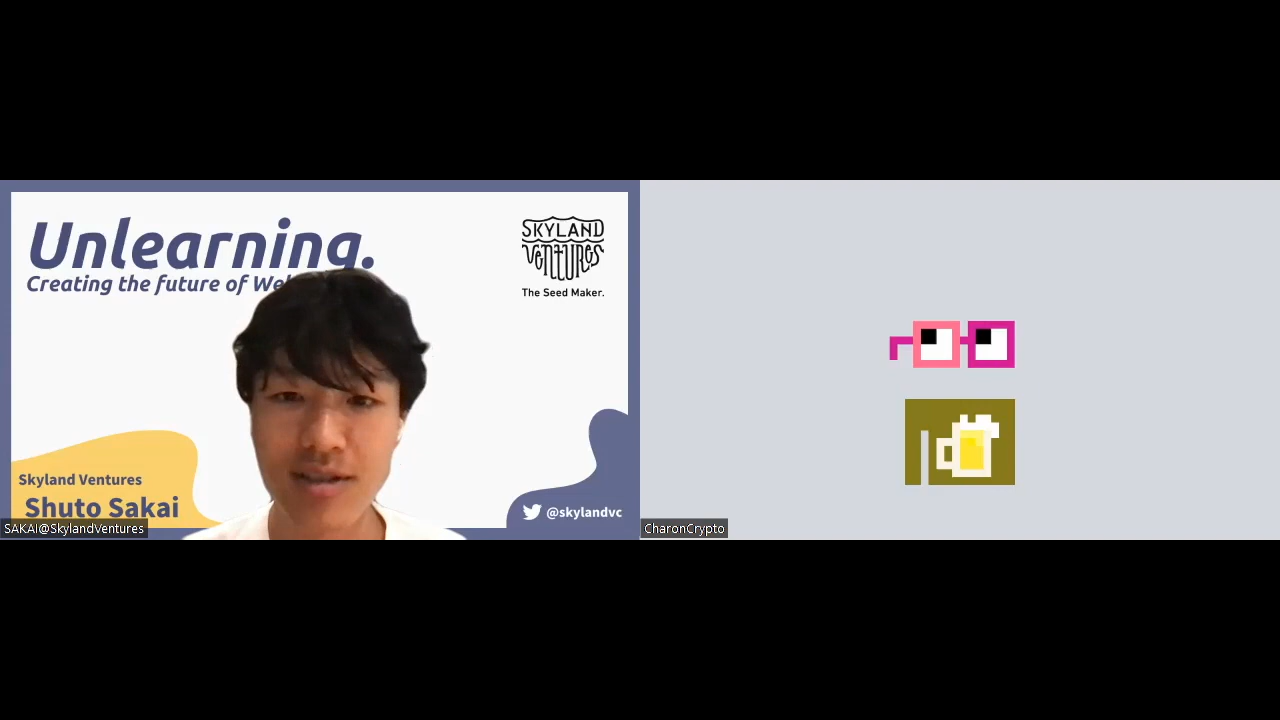 Unlearning.
Creating the future of We
SKYLAND
VENTURES
The Seed Maker.
Skyland Ventures
Shuto Sakai
@skylandvc
SAKAI@SkylandVentures
CharonCrypto